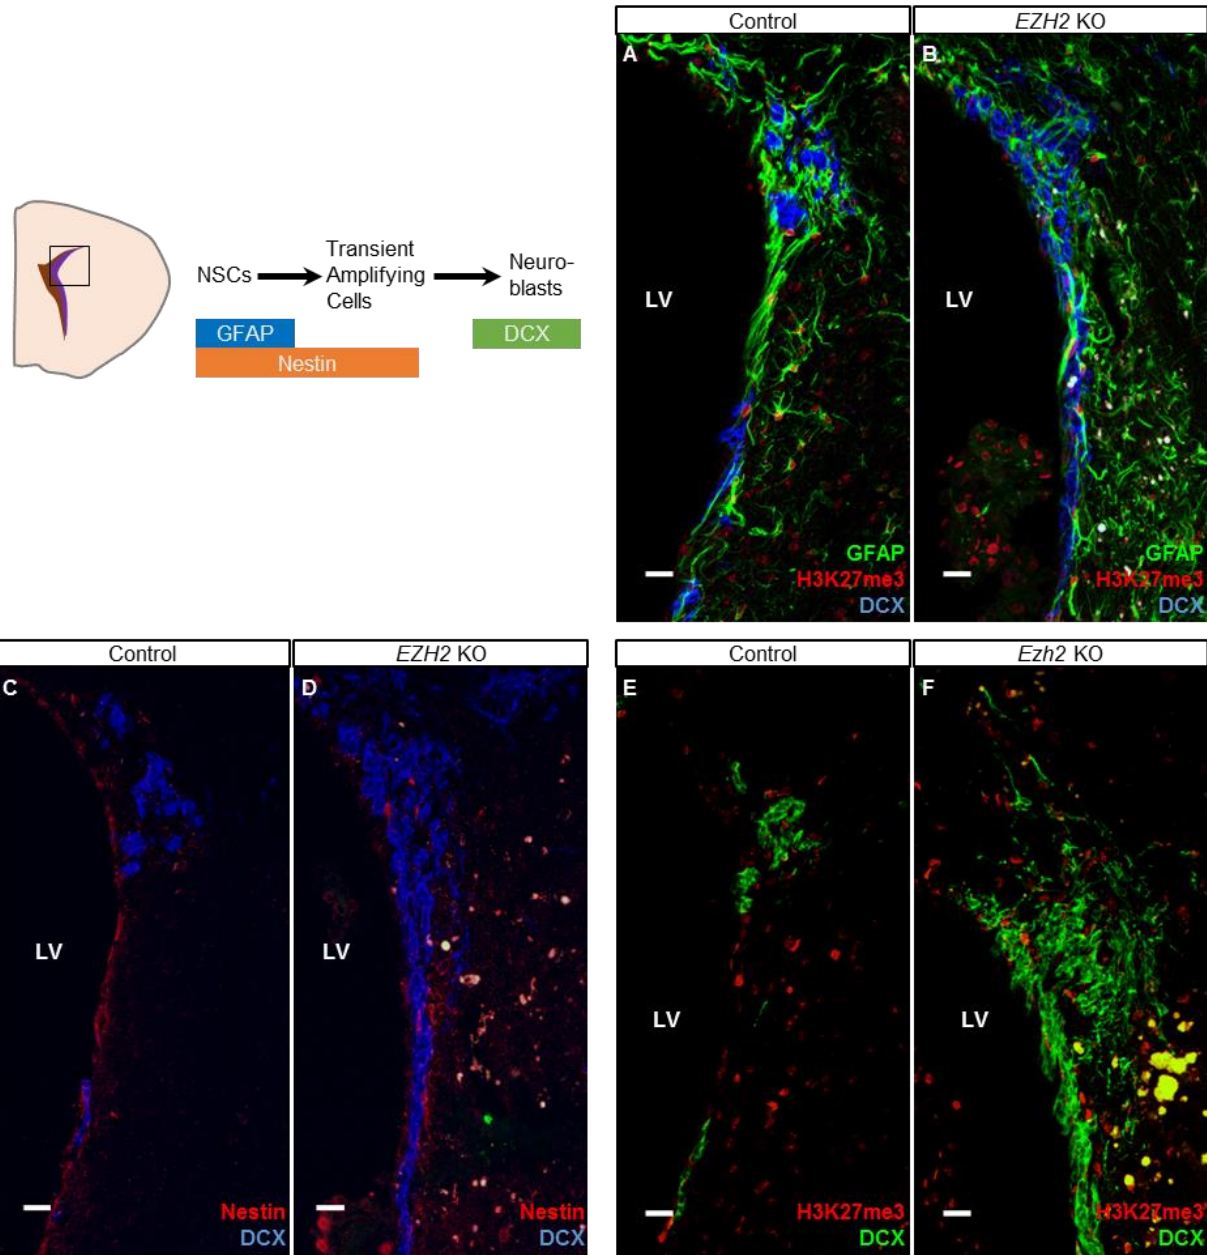 Control
EZH2 KO
A
B
NSCs
Transient
Amplifying
Cells
Neuro-
blasts
GFAP
DCX
Nestin
LV
LV
GFAP
H3K27me3
DCX
GFAP
H3K27me3
DCX
Control
EZH2 KO
Control
Ezh2 KO
C
D
E
F
LV
LV
LV
LV
Nestin
DCX
Nestin
DCX
H3K27me3
DCX
H3K27me3
DCX